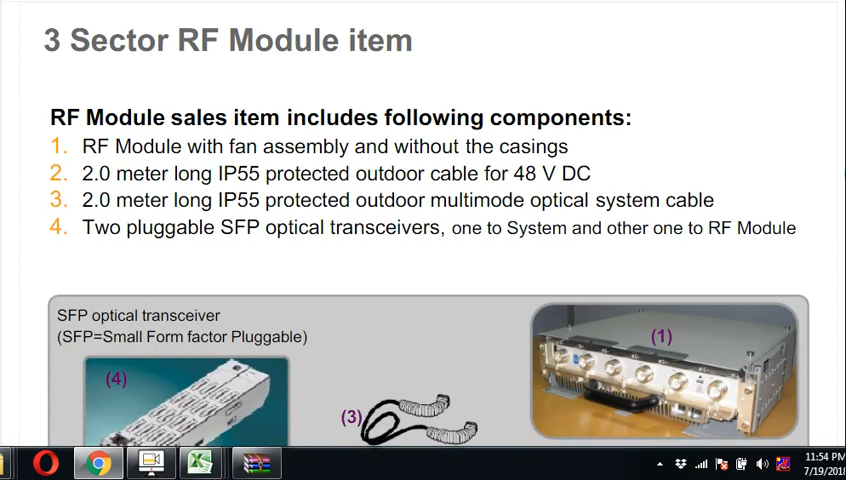 3 Sector RF Module item
RF Module sales item includes following components:
1. RF Module with fan assembly and without the casings
2. 2.0 meter long IP55 protected outdoor cable for 48 V DC
3. 2.0 meter long IP55 protected outdoor multimode optical system cable
4. Two pluggable SFP optical transceivers, one to System and other one to RF Module
SFP optical transceiver
(SFP=Small Form factor Pluggable)
(1)
(4)
(3)
11:54 PM
7/19/2018